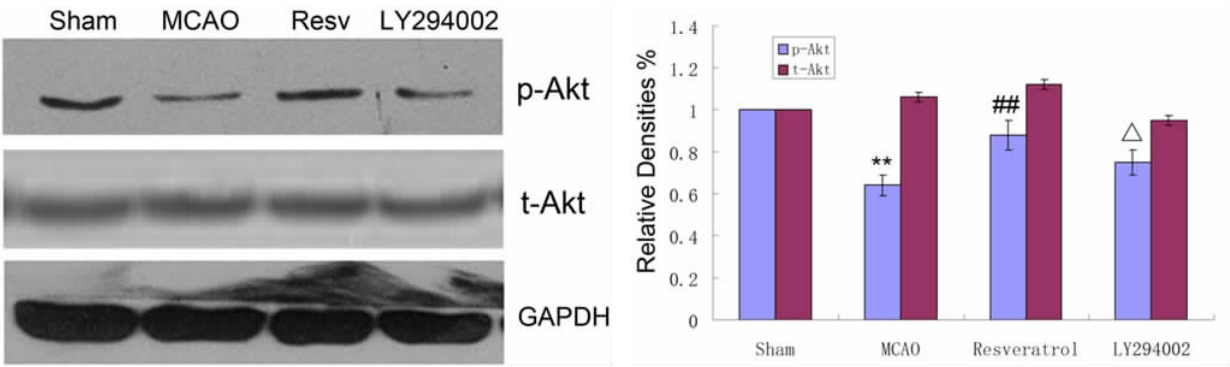 Sham MCAO Resv LY294002
p-Akt
t-Akt
GAPDH
Relative Densities %
1.4
1.2
1
0.8
0.6
0.4
0.2
0
p-Akt
t-Akt
**
##
△
Sham MCAO Resveratrol LY294002